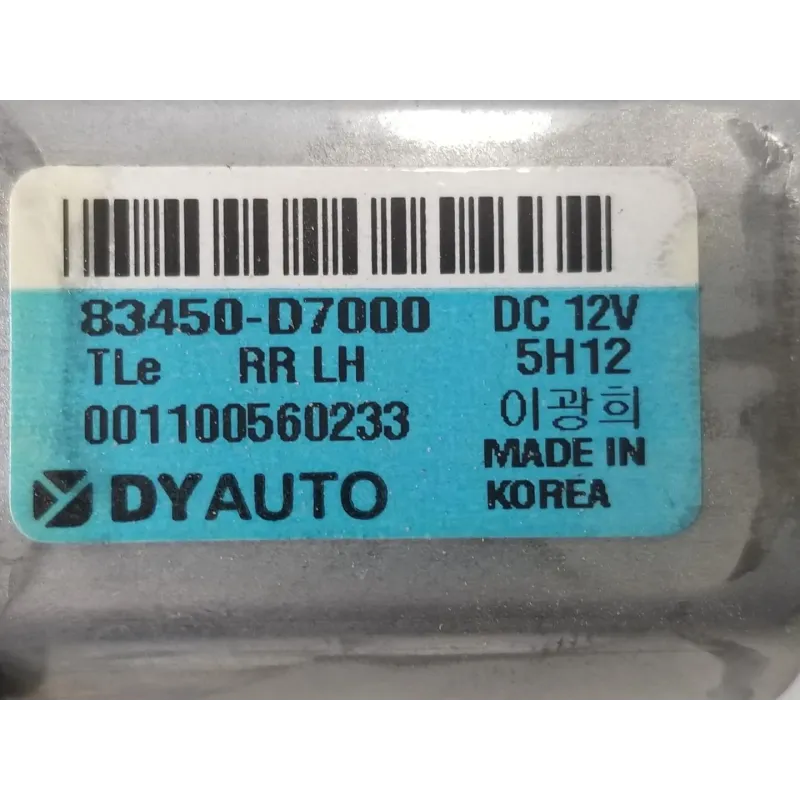 83450-D7000 DC 12V
TLe RR LH 5H12
001100560233 이광희
DYAUTO MADE IN
KOREA